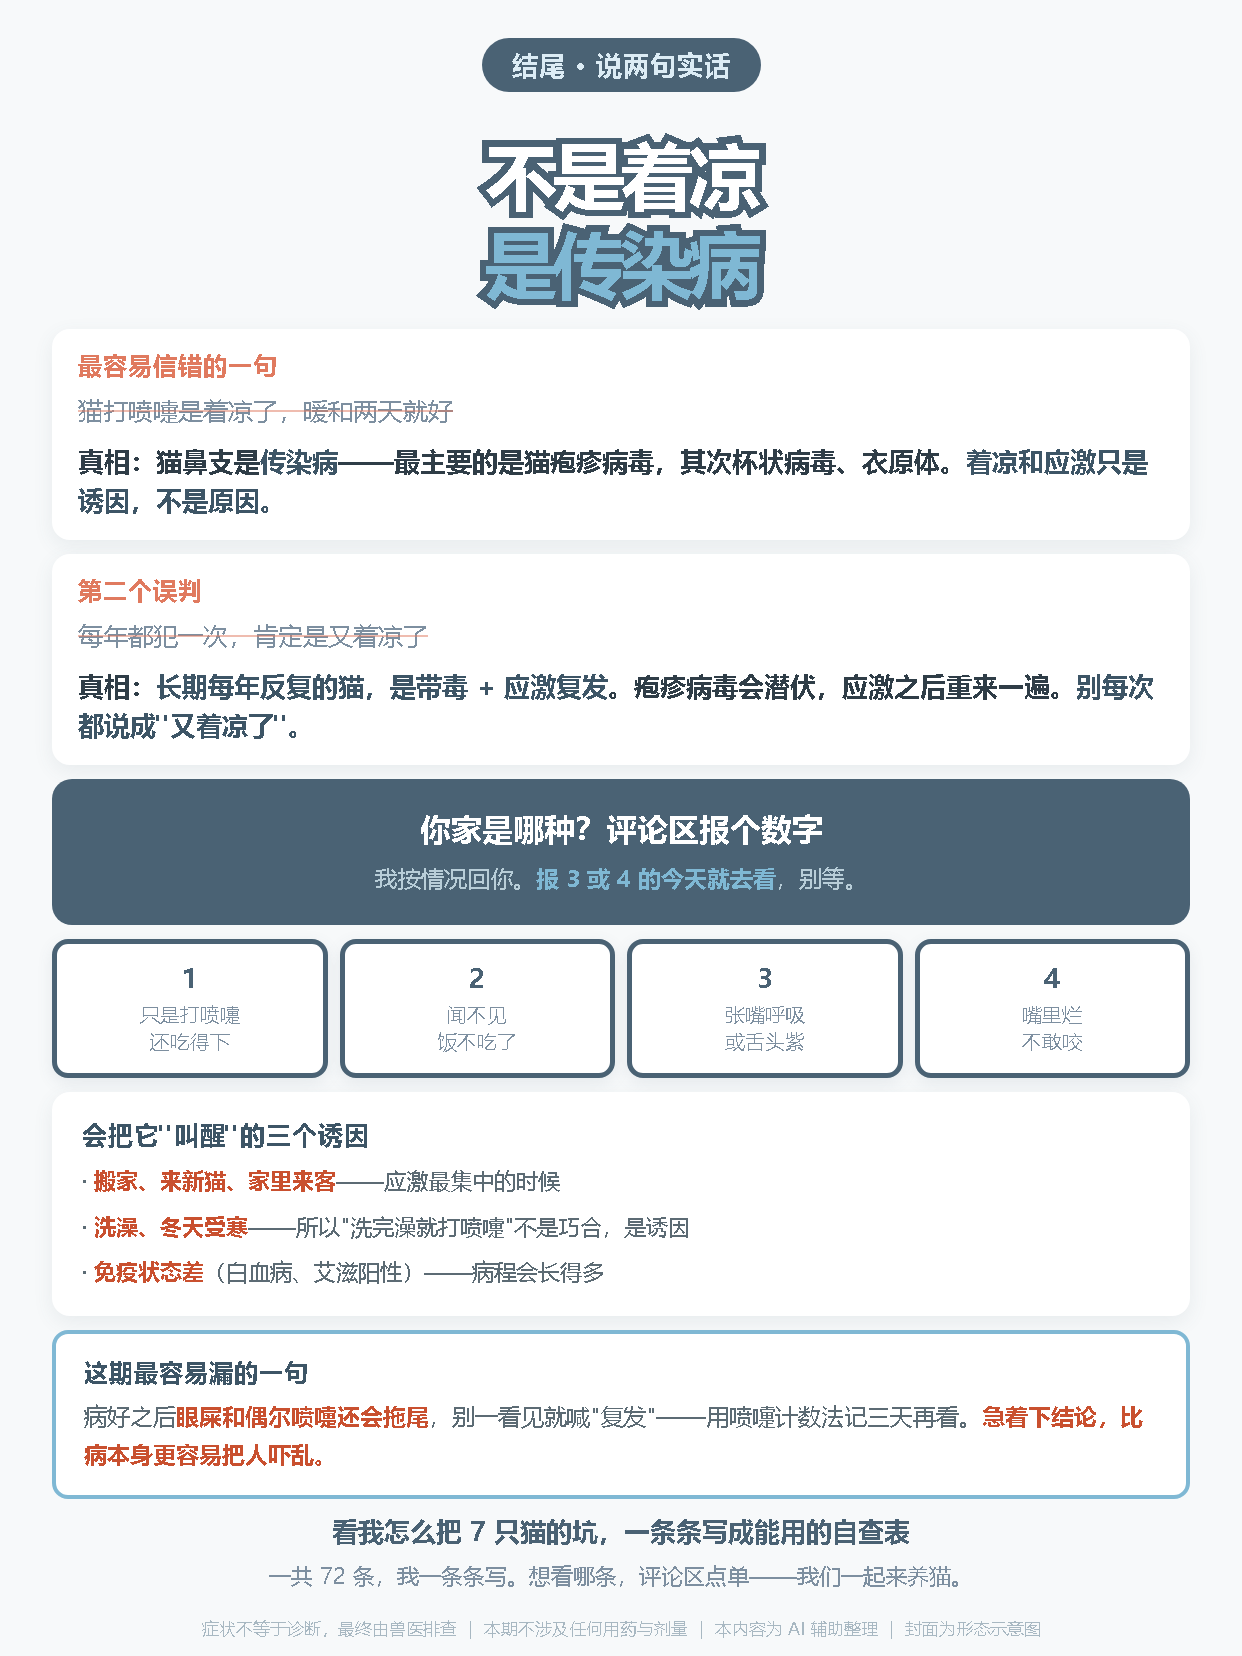 结尾·说两句实话
不是着凉
是传染病
最容易信错的一句
猫打喷嚏是着凉了，暖和两天就好
真相：猫鼻支是传染病——最主要的是猫疱疹病毒，其次杯状病毒、衣原体。着凉和应激只是
诱因，不是原因。
第二个误判
每年都犯一次，肯定是又着凉了
真相：长期每年反复的猫，是带毒 + 应激复发。疱疹病毒会潜伏，应激之后重来一遍。别每次
都说成"又着凉了"。
你家是哪种？评论区报个数字
我按情况回你。报 3 或 4 的今天就去看，别等。
1
只是打喷嚏
还吃得下
2
闻不见
饭不吃了
3
张嘴呼吸
或舌头紫
4
嘴里烂
不敢咬
会把它"叫醒"的三个诱因
· 搬家、来新猫、家里来客——应激最集中的时候
· 洗澡、冬天受寒——所以"洗完澡就打喷嚏"不是巧合，是诱因
· 免疫状态差（白血病、艾滋阳性）——病程会长得多
这期最容易漏的一句
病好之后眼屎和偶尔喷嚏还会拖尾，别一看见就喊"复发"——用喷嚏计数法记三天再看。急着下结论，比
病本身更容易把人吓乱。
看我怎么把 7 只猫的坑，一条条写成能用的自查表
一共 72 条，我一条条写。想看哪条，评论区点单——我们一起来养猫。
症状不等于诊断，最终由兽医排查 | 本期不涉及任何用药与剂量 | 本内容为 AI 辅助整理 | 封面为形态示意图